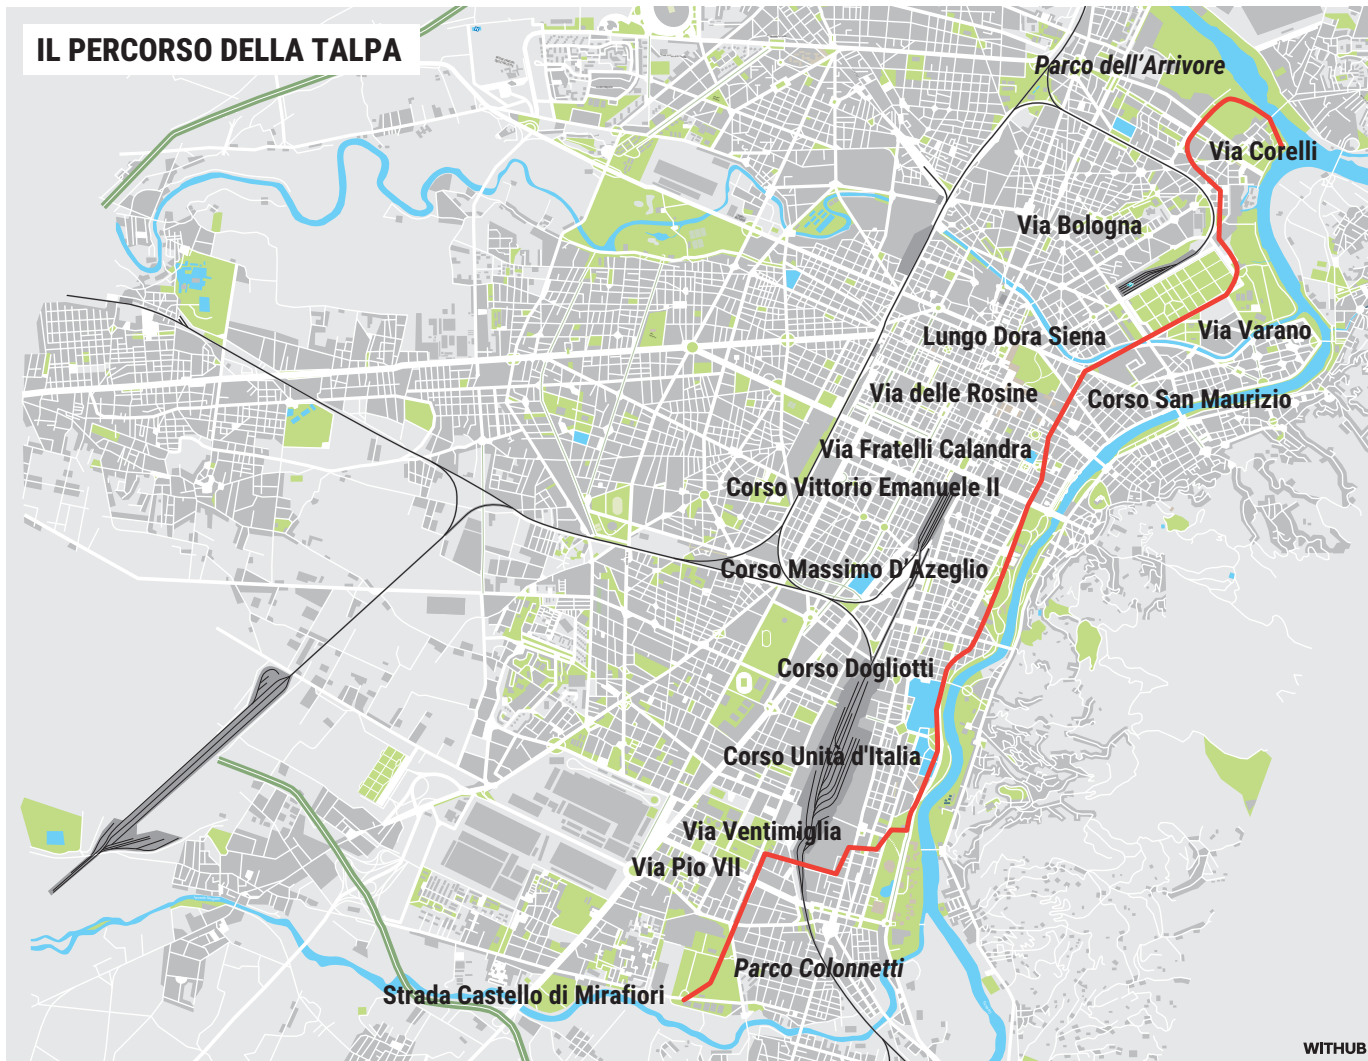 IL PERCORSO DELLA TALPA
Parco dell'Arrivore
Via Corelli
Via Bologna
Via Varano
Lungo Dora Siena
Via delle Rosine
Corso San Maurizio
Via Fratelli Calandra
Corso Vittorio Emanuele II
Corso Massimo D'Azeglio
Corso Dogliotti
Corso Unità d'Italia
Via Ventimiglia
Via Pio VII
Parco Colonnetti
Strada Castello di Mirafiori
WITHUB